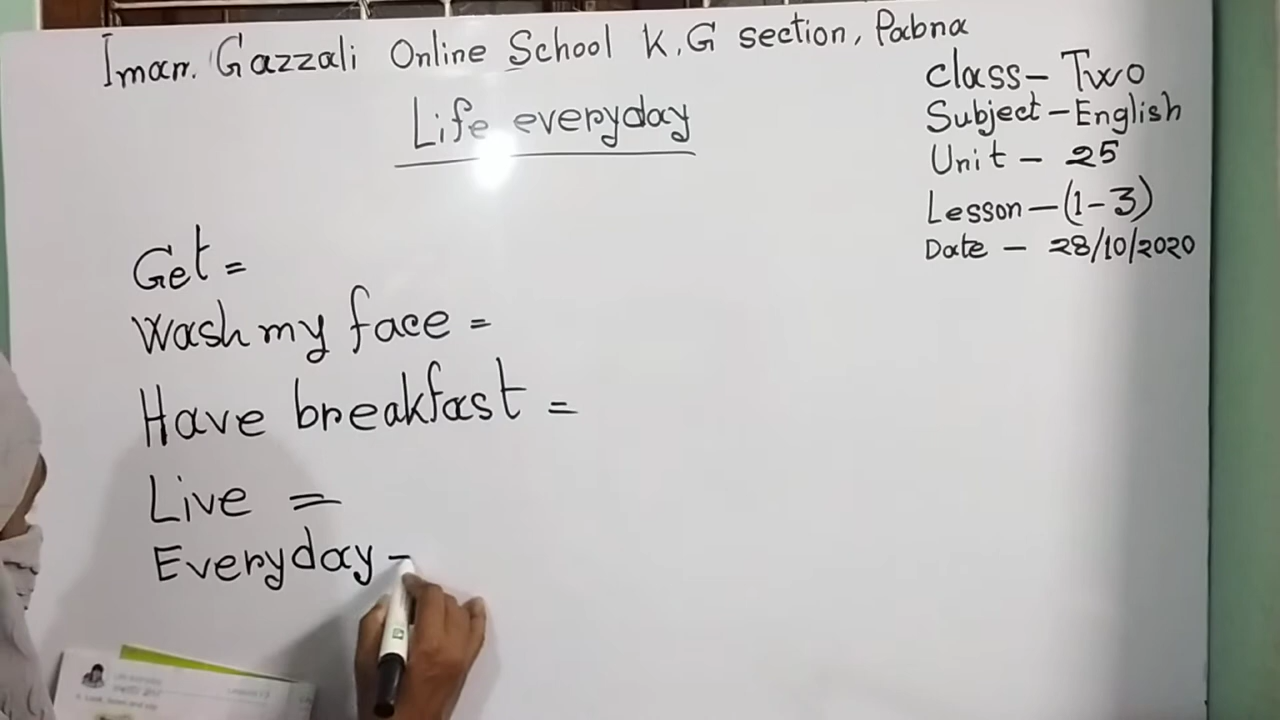 Imam. Gazzali Online School K.G section, Pabna
Life everyday
Class- Two
Subject-English
Unit - 25
Lesson-(1-3)
Date - 28/10/2020
Get =
Wash my face =
Have breakfast =
Live =
Everyday -